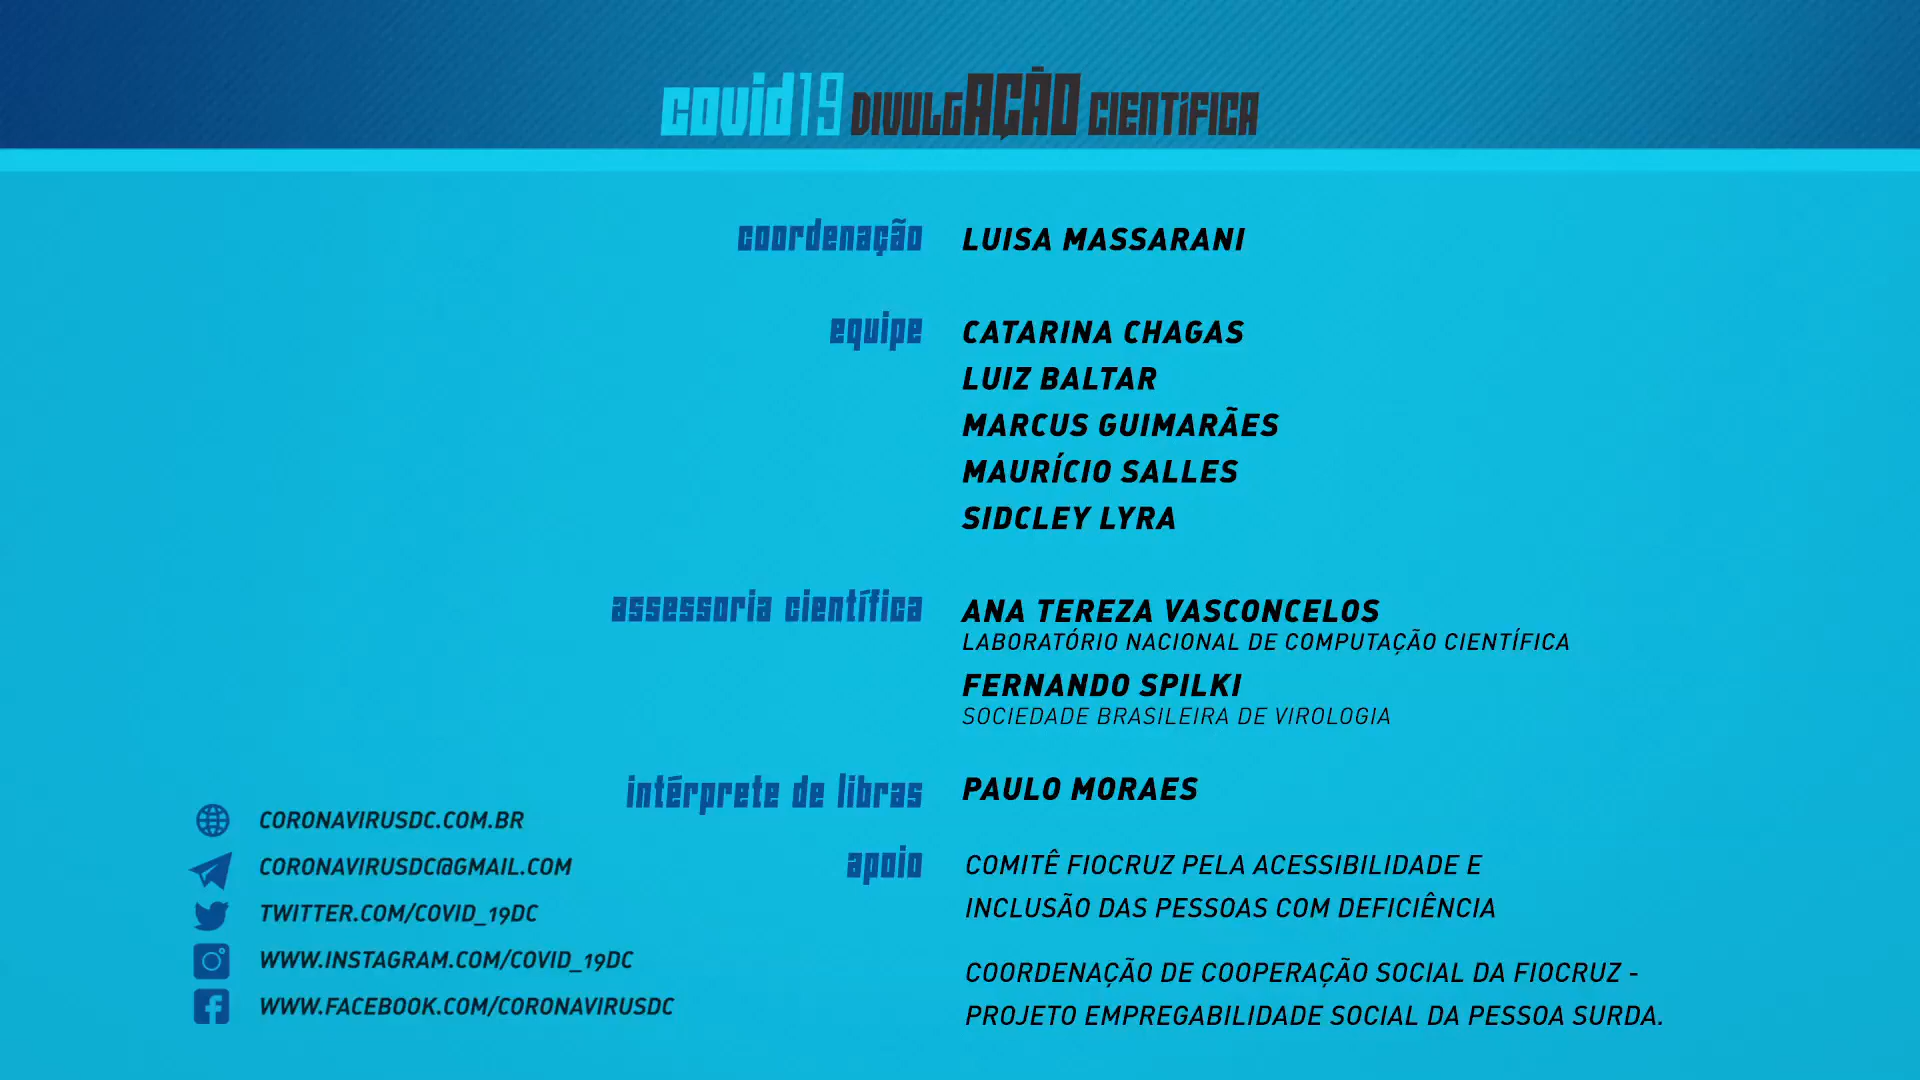 covid19 DIVULGAÇÃO CIENTÍFICA
coordenação LUISA MASSARANI
equipe CATARINA CHAGAS
LUIZ BALTAR
MARCUS GUIMARÃES
MAURÍCIO SALLES
SIDCLEY LYRA
assessoria científica ANA TEREZA VASCONCELOS
LABORATÓRIO NACIONAL DE COMPUTAÇÃO CIENTÍFICA
FERNANDO SPILKI
SOCIEDADE BRASILEIRA DE VIROLOGIA
intérprete de libras PAULO MORAES
apoio COMITÊ FIOCRUZ PELA ACESSIBILIDADE E
INCLUSÃO DAS PESSOAS COM DEFICIÊNCIA
COORDENAÇÃO DE COOPERAÇÃO SOCIAL DA FIOCRUZ -
PROJETO EMPREGABILIDADE SOCIAL DA PESSOA SURDA.
CORONAVIRUSDC.COM.BR
CORONAVIRUSDC@GMAIL.COM
TWITTER.COM/COVID_19DC
WWW.INSTAGRAM.COM/COVID_19DC
WWW.FACEBOOK.COM/CORONAVIRUSDC